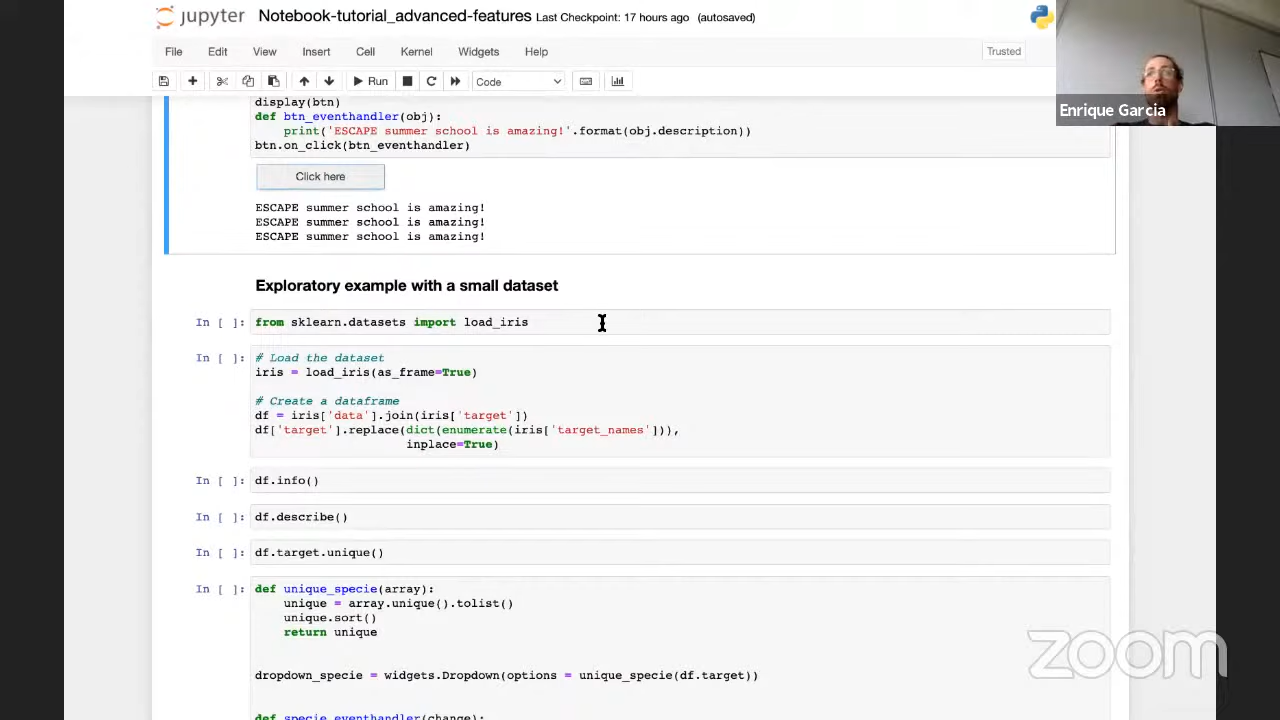 jupyter Notebook-tutorial_advanced-features Last Checkpoint: 17 hours ago (autosaved)
File Edit View Insert Cell Kernel Widgets Help Trusted
Run Code
Enrique Garcia
display(btn)
def btn_eventhandler(obj):
    print('ESCAPE summer school is amazing!'.format(obj.description))
btn.on_click(btn_eventhandler)
Click here
ESCAPE summer school is amazing!
ESCAPE summer school is amazing!
ESCAPE summer school is amazing!
Exploratory example with a small dataset
In [ ]: from sklearn.datasets import load_iris
In [ ]: # Load the dataset
iris = load_iris(as_frame=True)
# Create a dataframe
df = iris['data'].join(iris['target'])
df['target'].replace(dict(enumerate(iris['target_names'])),
                     inplace=True)
In [ ]: df.info()
In [ ]: df.describe()
In [ ]: df.target.unique()
In [ ]: def unique_specie(array):
    unique = array.unique().tolist()
    unique.sort()
    return unique
dropdown_specie = widgets.Dropdown(options = unique_specie(df.target))
def specie_eventhandler(change):
zoom